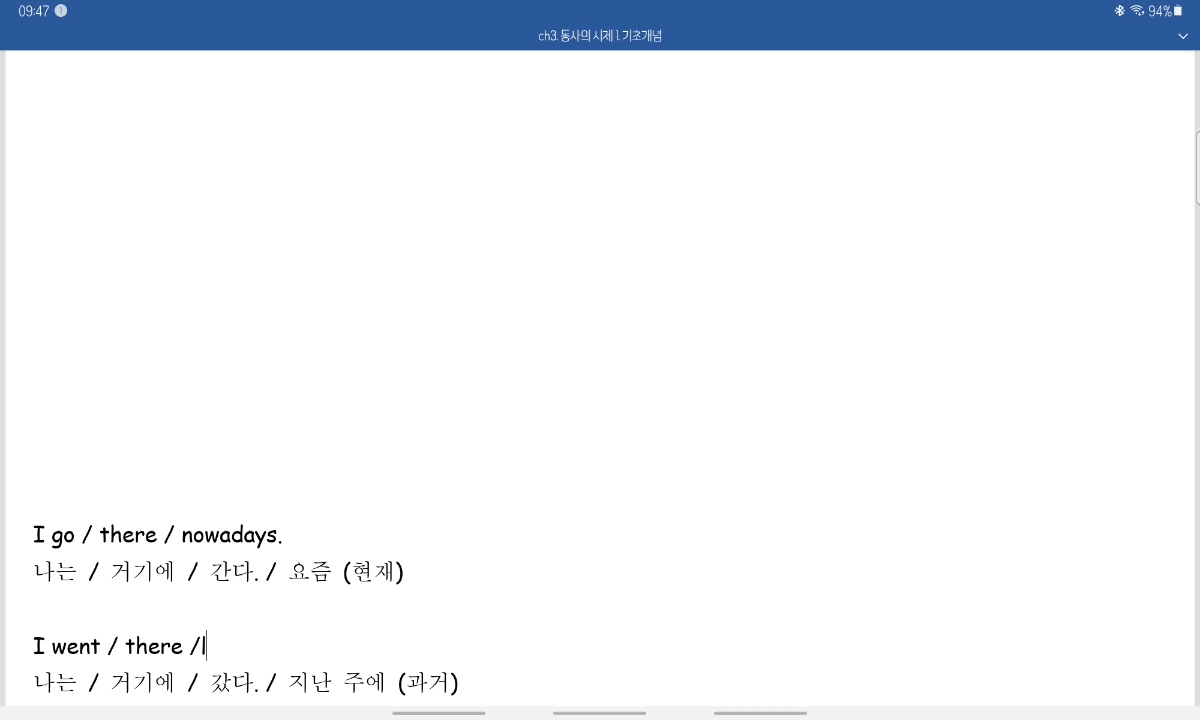 09:47
94%
ch3. 동사의 시제 1. 기초개념
I go / there / nowadays.
나는 / 거기에 / 간다. / 요즘 (현재)
I went / there /l
나는 / 거기에 / 갔다. / 지난 주에 (과거)